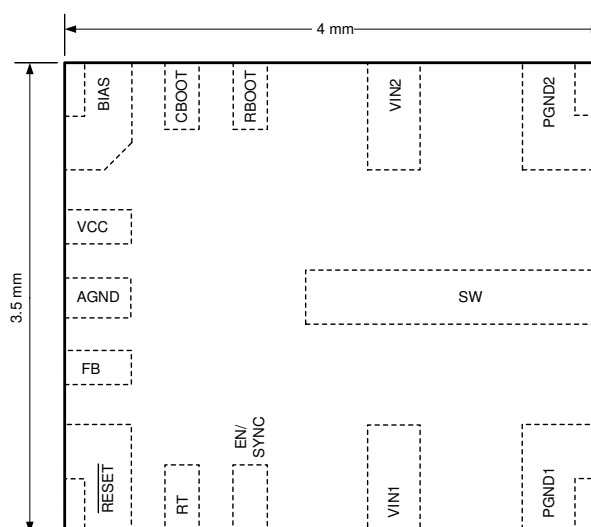 4 mm
3.5 mm
BIAS
CBOOT
RBOOT
VIN2
PGND2
VCC
AGND
SW
FB
RESET
RT
EN/
SYNC
VIN1
PGND1